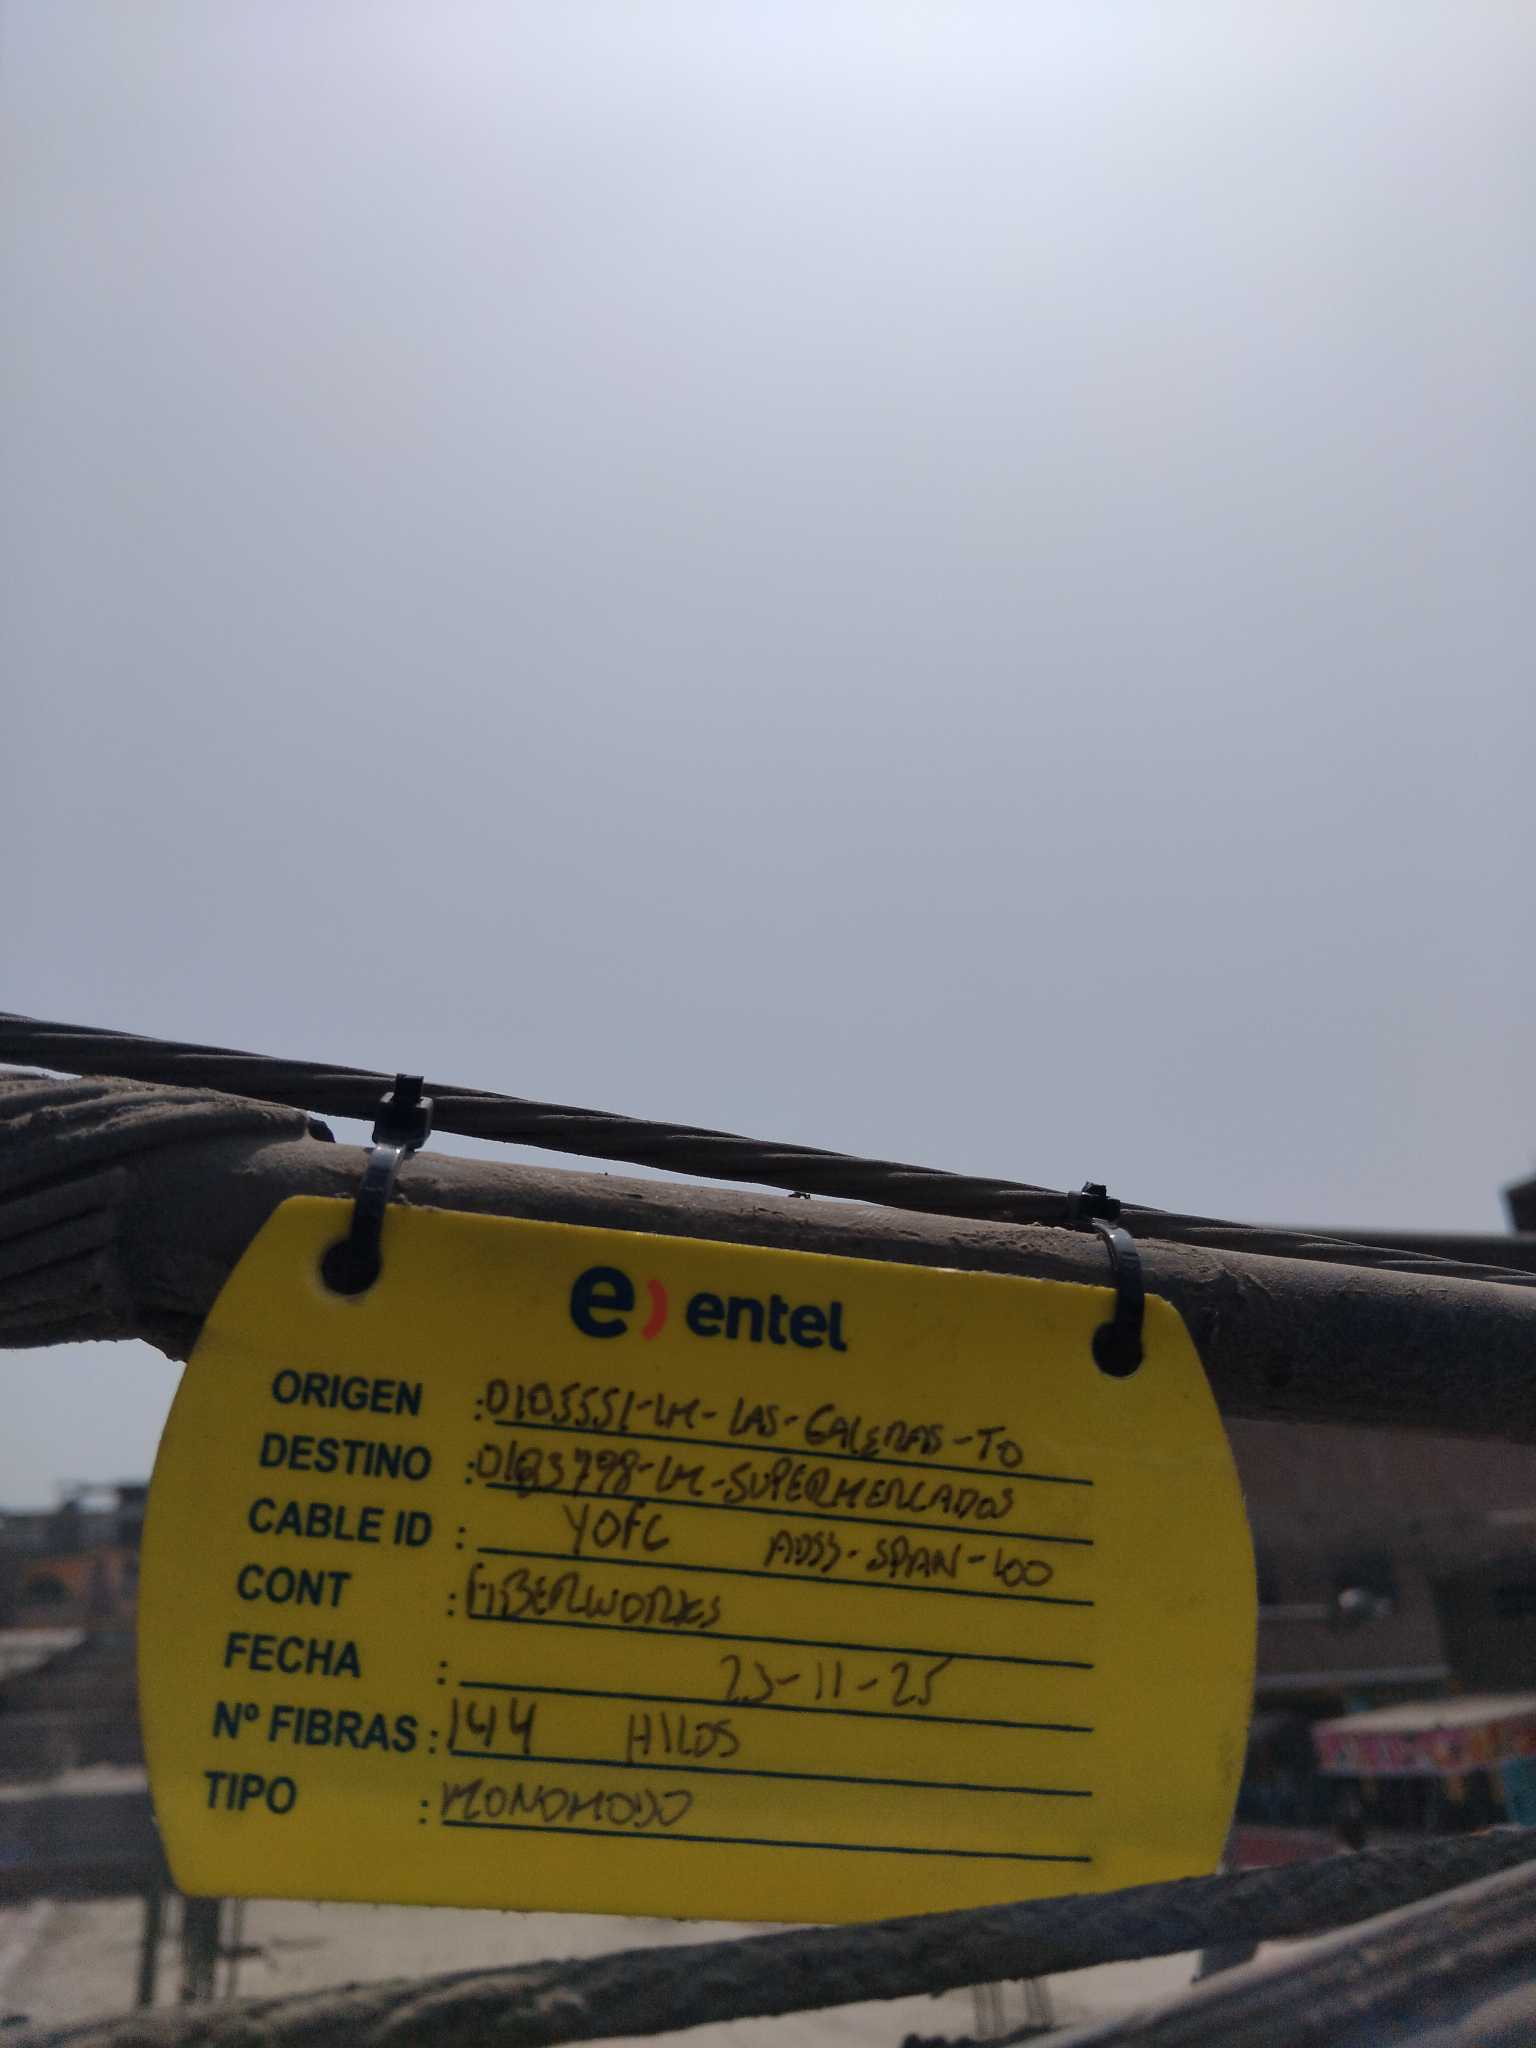 e) entel
ORIGEN : 0105551-LM-LAS-GALERAS-TO
DESTINO : 0183798-LM-SUPERMERCADOS
CABLE ID : YOFC ADSS-SPAN-100
CONT : FIBERWORKS
FECHA : 23-11-25
Nº FIBRAS : 144 HILOS
TIPO : MONOMODO